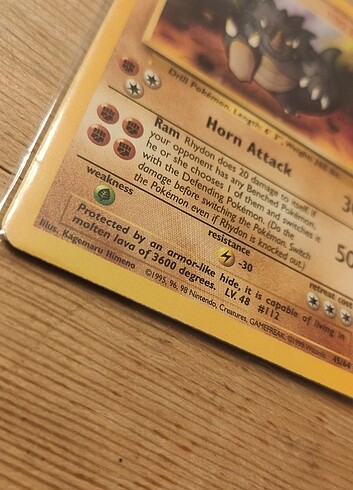 Drill Pokémon. Length: 6' 3", Weight: 265 lbs.
Horn Attack
3
Ram Rhydon does 20 damage to itself. If
your opponent has any Benched Pokémon,
he or she chooses 1 of them and switches it
with the Defending Pokémon. (Do the
damage before switching the Pokémon. Switch
the Pokémon even if Rhydon is knocked out.)
50
weakness
resistance
-30
retreat cost
Protected by an armor-like hide, it is capable of living in
molten lava of 3600 degrees. LV. 48 #112
Illus. Kagemaru Himeno
©1995, 96, 98 Nintendo, Creatures, GAMEFREAK. ©1999 Wizards.
45/64